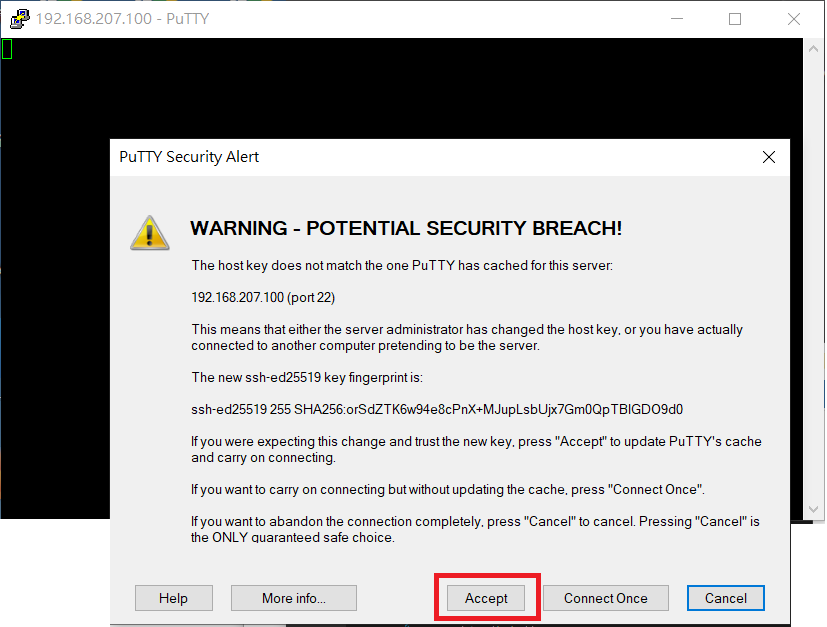 192.168.207.100 - PuTTY
PuTTY Security Alert
WARNING - POTENTIAL SECURITY BREACH!
The host key does not match the one PuTTY has cached for this server:
192.168.207.100 (port 22)
This means that either the server administrator has changed the host key, or you have actually
connected to another computer pretending to be the server.
The new ssh-ed25519 key fingerprint is:
ssh-ed25519 255 SHA256:orSdZTK6w94e8cPnX+MJupLsbUjx7Gm0QpTBIGDO9d0
If you were expecting this change and trust the new key, press "Accept" to update PuTTY's cache
and carry on connecting.
If you want to carry on connecting but without updating the cache, press "Connect Once".
If you want to abandon the connection completely, press "Cancel" to cancel. Pressing "Cancel" is
the ONLY guaranteed safe choice.
Help
More info...
Accept
Connect Once
Cancel